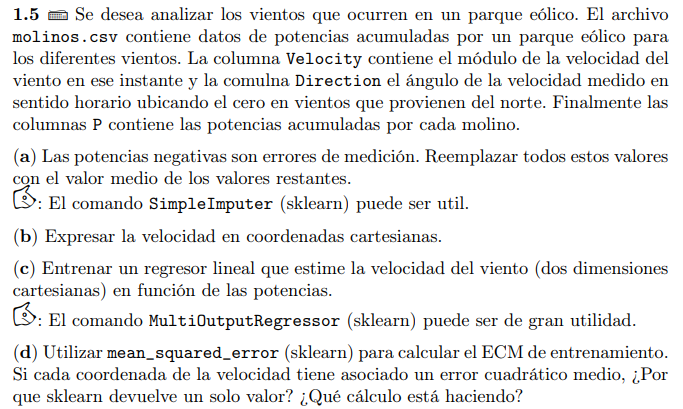 1.5 Se desea analizar los vientos que ocurren en un parque eólico. El archivo
molinos.csv contiene datos de potencias acumuladas por un parque eólico para
los diferentes vientos. La columna Velocity contiene el módulo de la velocidad del
viento en ese instante y la comulna Direction el ángulo de la velocidad medido en
sentido horario ubicando el cero en vientos que provienen del norte. Finalmente las
columnas P contiene las potencias acumuladas por cada molino.
(a) Las potencias negativas son errores de medición. Reemplazar todos estos valores
con el valor medio de los valores restantes.
: El comando SimpleImputer (sklearn) puede ser util.
(b) Expresar la velocidad en coordenadas cartesianas.
(c) Entrenar un regresor lineal que estime la velocidad del viento (dos dimensiones
cartesianas) en función de las potencias.
: El comando MultiOutputRegressor (sklearn) puede ser de gran utilidad.
(d) Utilizar mean_squared_error (sklearn) para calcular el ECM de entrenamiento.
Si cada coordenada de la velocidad tiene asociado un error cuadrático medio, ¿Por
que sklearn devuelve un solo valor? ¿Qué cálculo está haciendo?